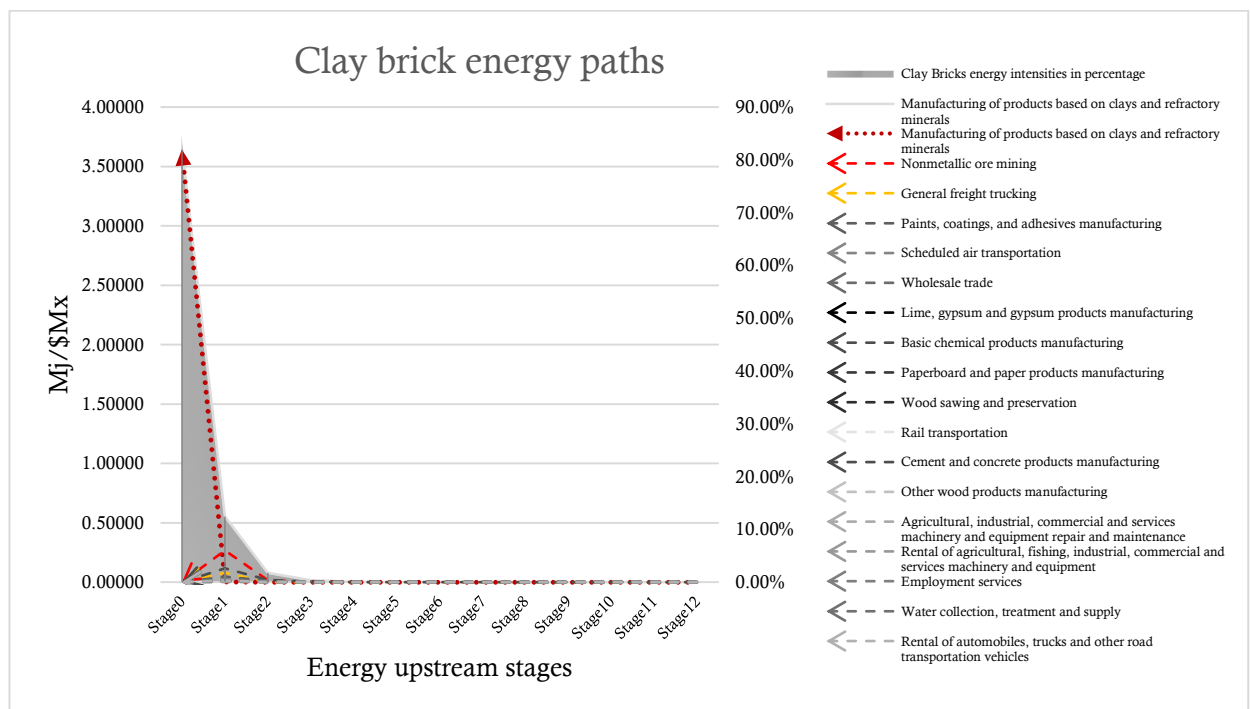 Clay brick energy paths
4.00000
3.50000
3.00000
2.50000
2.00000
1.50000
1.00000
0.50000
0.00000
Mj/$Mx
90.00%
80.00%
70.00%
60.00%
50.00%
40.00%
30.00%
20.00%
10.00%
0.00%
Stage0
Stage1
Stage2
Stage3
Stage4
Stage5
Stage6
Stage7
Stage8
Stage9
Stage10
Stage11
Stage12
Energy upstream stages
Clay Bricks energy intensities in percentage
Manufacturing of products based on clays and refractory
minerals
Manufacturing of products based on clays and refractory
minerals
Nonmetallic ore mining
General freight trucking
Paints, coatings, and adhesives manufacturing
Scheduled air transportation
Wholesale trade
Lime, gypsum and gypsum products manufacturing
Basic chemical products manufacturing
Paperboard and paper products manufacturing
Wood sawing and preservation
Rail transportation
Cement and concrete products manufacturing
Other wood products manufacturing
Agricultural, industrial, commercial and services
machinery and equipment repair and maintenance
Rental of agricultural, fishing, industrial, commercial and
services machinery and equipment
Employment services
Water collection, treatment and supply
Rental of automobiles, trucks and other road
transportation vehicles